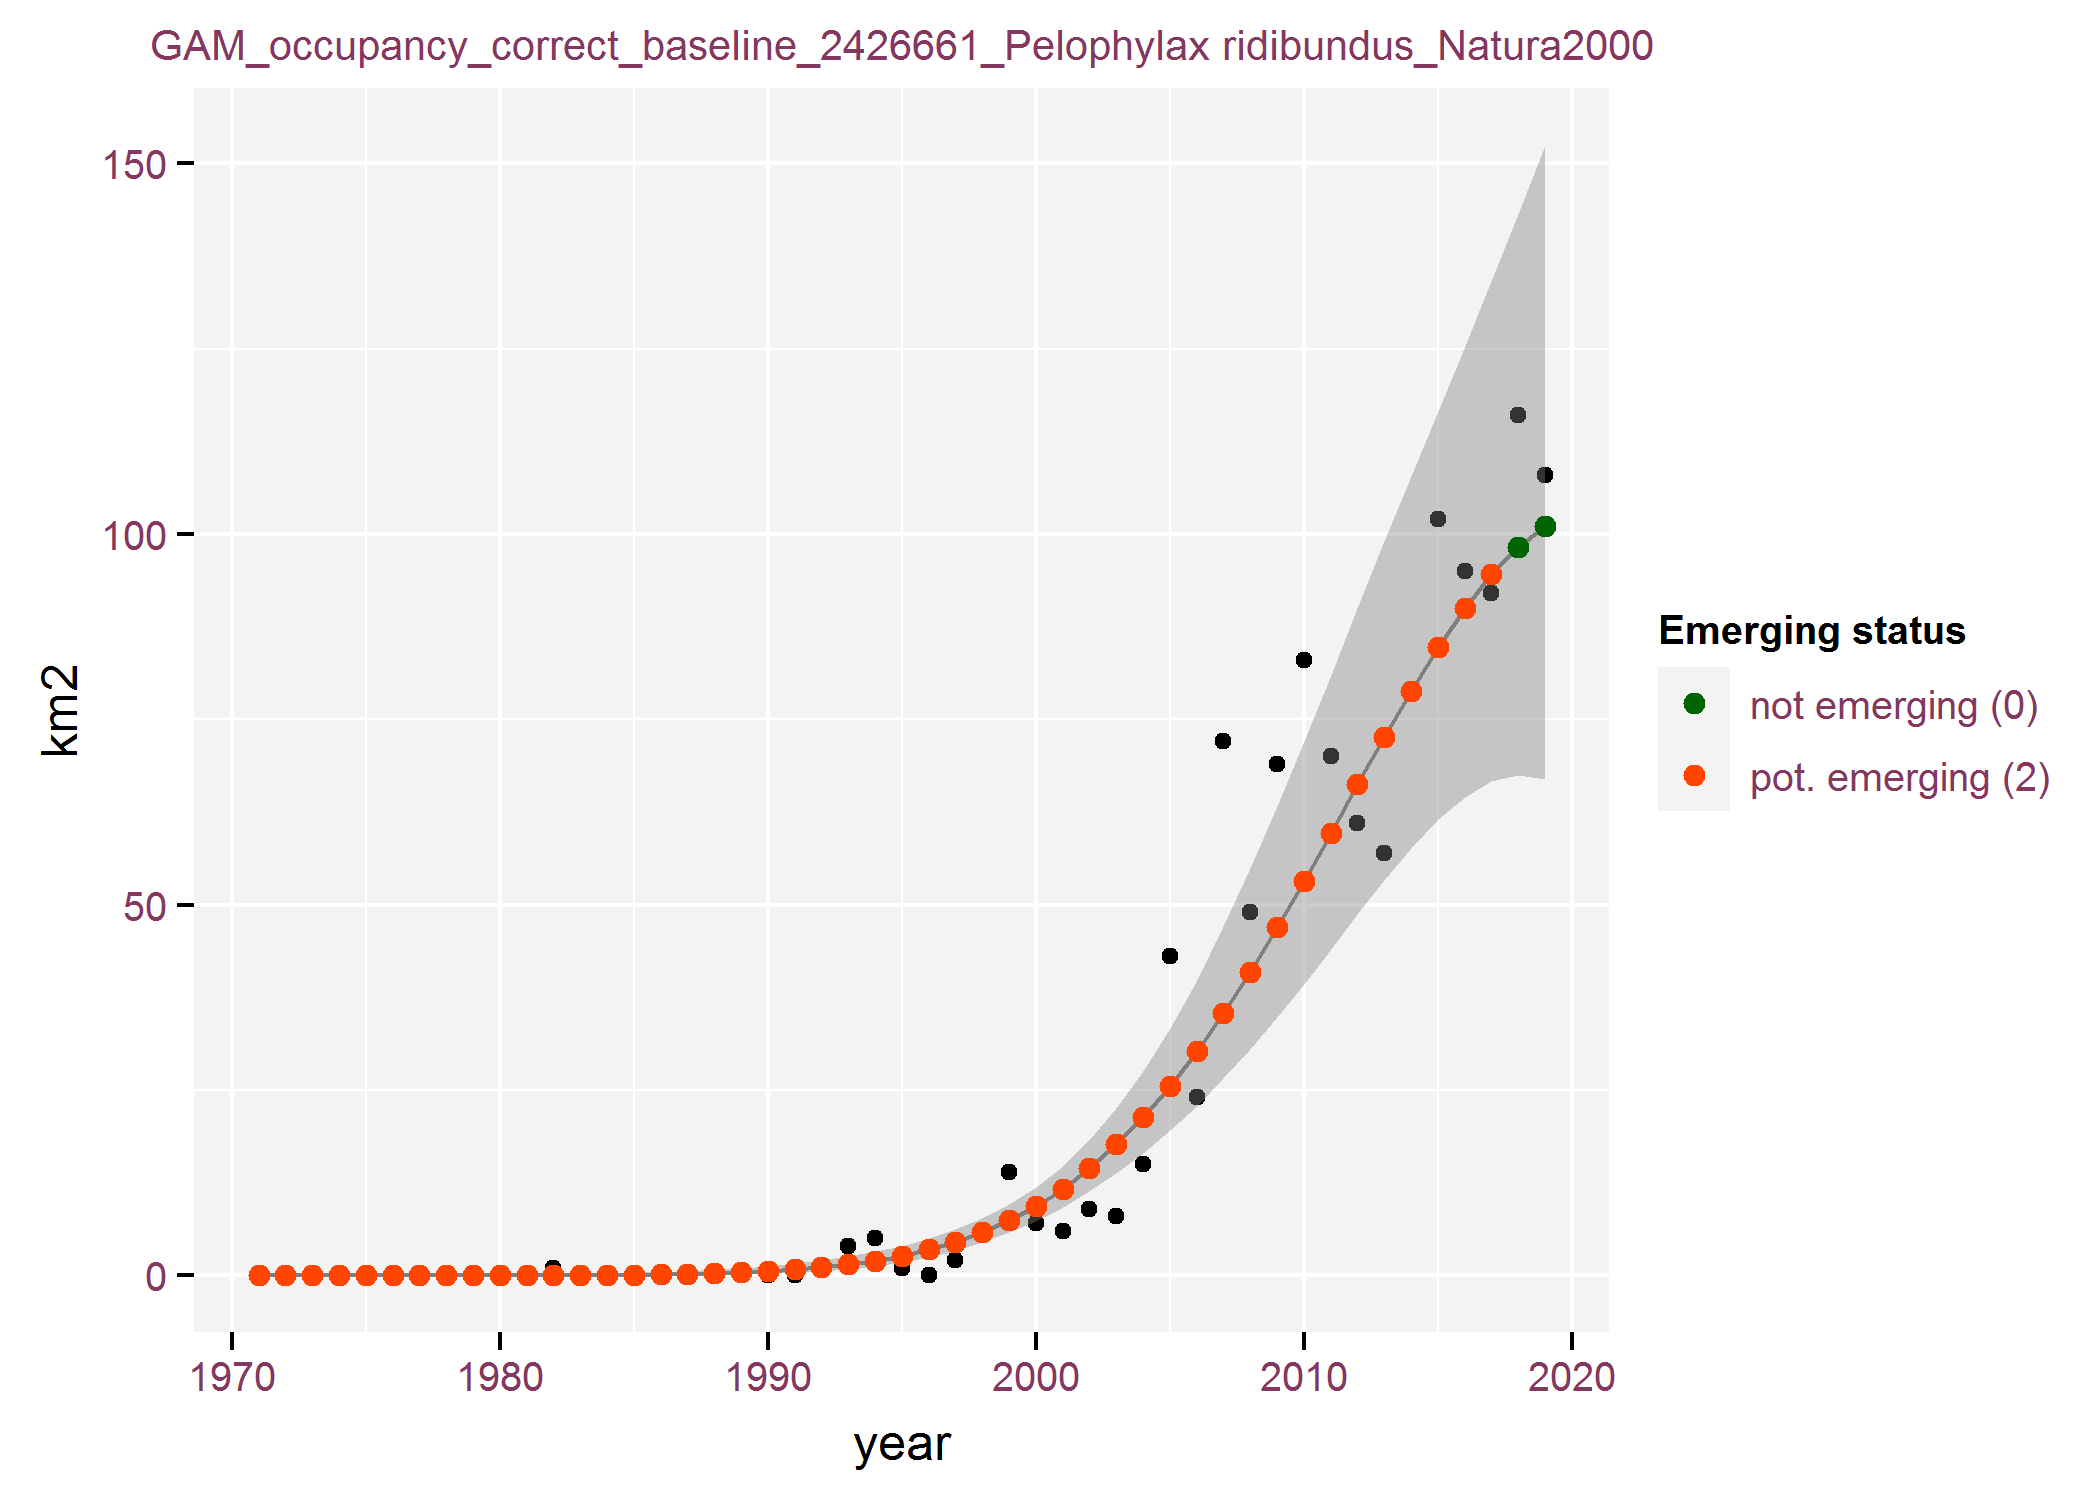 GAM_occupancy_correct_baseline_2426661_Pelophylax ridibundus_Natura2000
150
100
50
0
km2
1970 1980 1990 2000 2010 2020
year
Emerging status
not emerging (0)
pot. emerging (2)